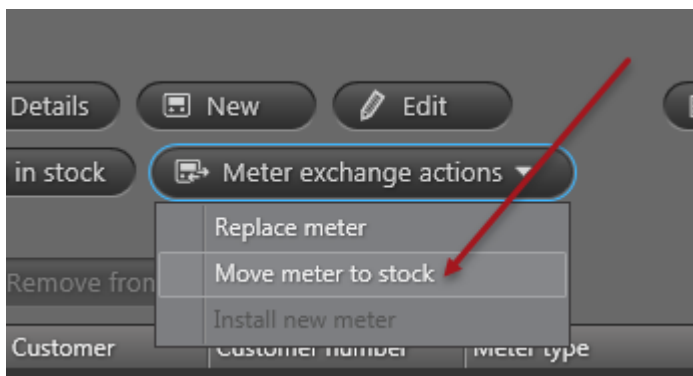 Details New Edit
in stock Meter exchange actions
Replace meter
Move meter to stock
Remove from
Install new meter
Customer Customer number Meter type